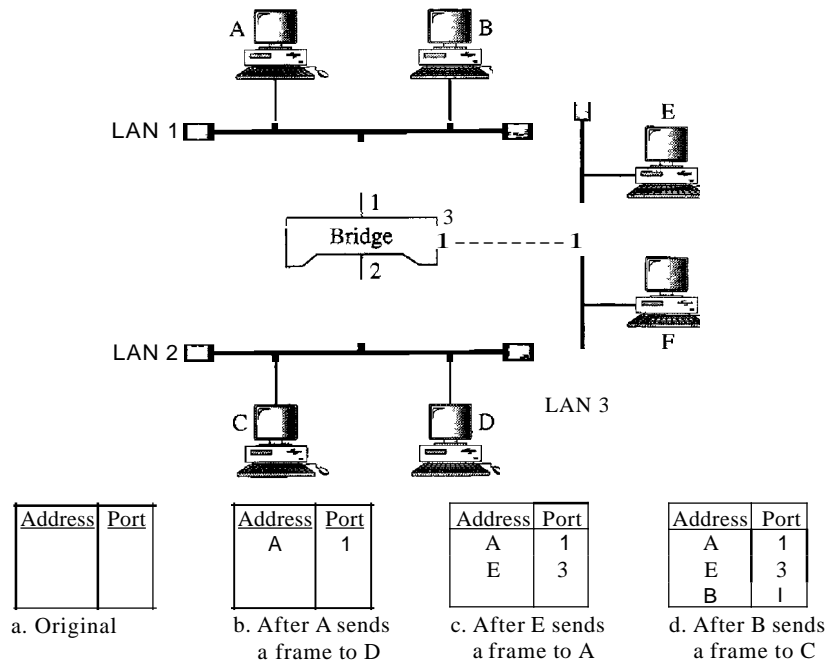 A
B
LAN 1
E
1
3
Bridge
1
1
2
F
LAN 2
LAN 3
C
D
Address Port
a. Original
Address Port
A 1
b. After A sends
a frame to D
Address Port
A 1
E 3
c. After E sends
a frame to A
Address Port
A 1
E 3
B I
d. After B sends
a frame to C